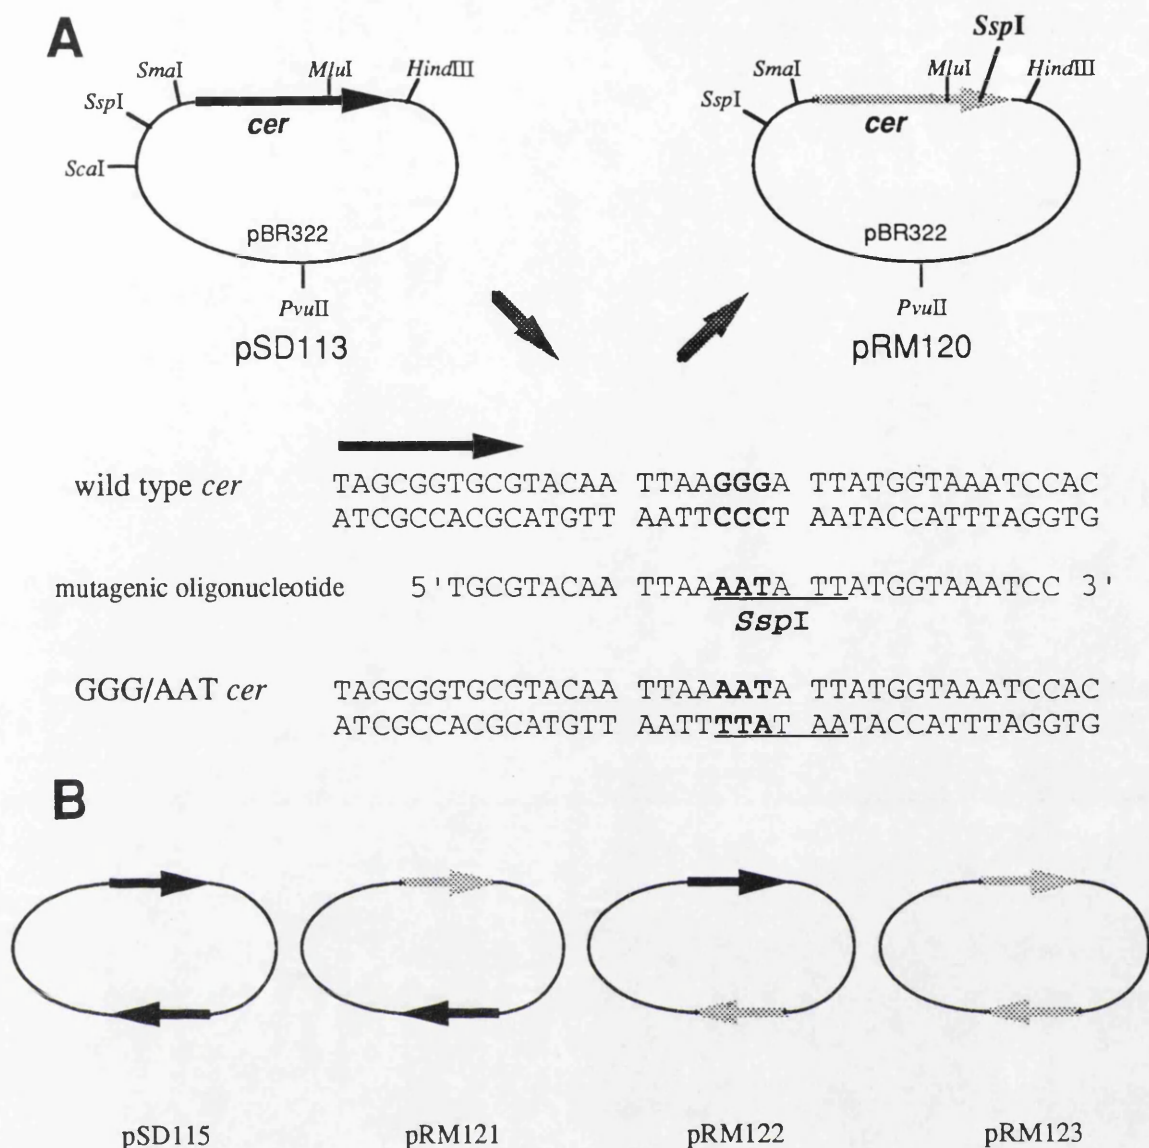 A
SspI
SmaI MluI HindIII
SspI
cer
ScaI
pBR322
PvuII
pSD113
SmaI MluI HindIII
SspI
cer
pBR322
PvuII
pRM120
wild type cer TAGCGGTGCGTACAA TTAAGGGA TTATGGTAAATCCAC
ATCGCCACGCATGTT AATTCCCT AATACCATTTAGGTG
mutagenic oligonucleotide 5'TGCGTACAA TTAAAATA TTATGGTAAATCC 3'
SspI
GGG/AAT cer TAGCGGTGCGTACAA TTAAAATA TTATGGTAAATCCAC
ATCGCCACGCATGTT AATTTTAT AATACCATTTAGGTG
B
pSD115 pRM121 pRM122 pRM123